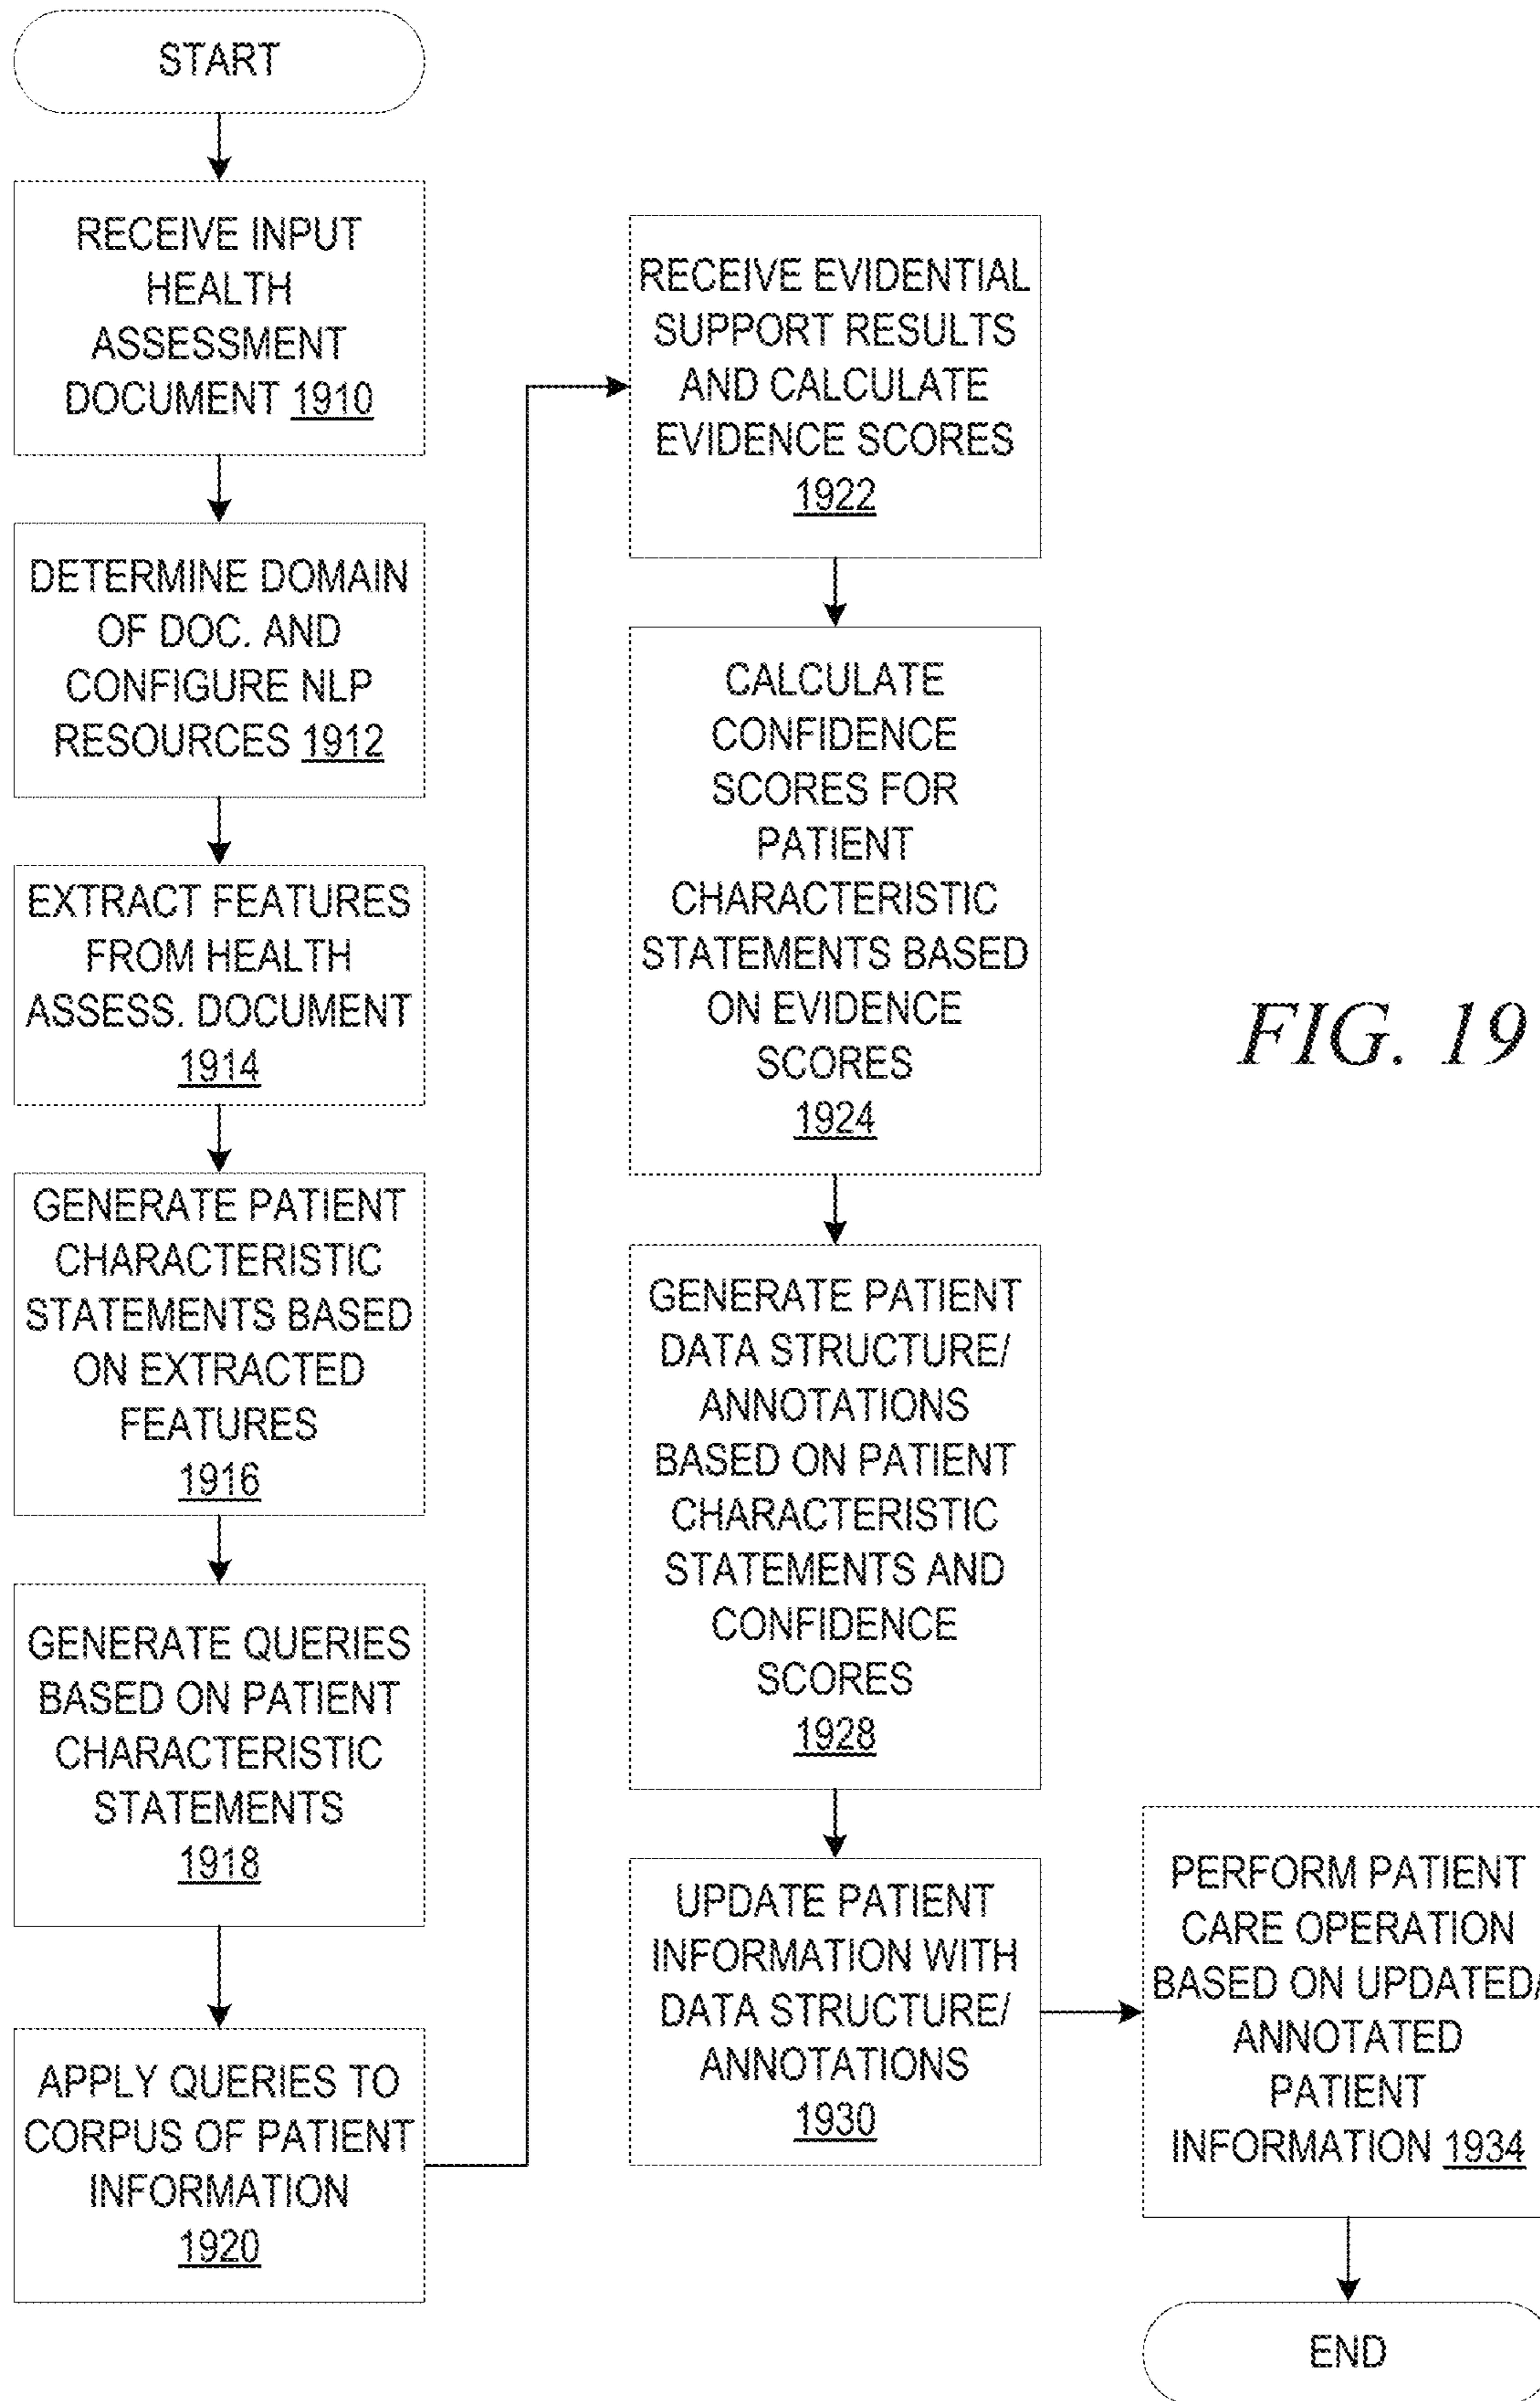 START
RECEIVE INPUT
HEALTH
ASSESSMENT
DOCUMENT 1910
DETERMINE DOMAIN
OF DOC. AND
CONFIGURE NLP
RESOURCES 1912
EXTRACT FEATURES
FROM HEALTH
ASSESS. DOCUMENT
1914
GENERATE PATIENT
CHARACTERISTIC
STATEMENTS BASED
ON EXTRACTED
FEATURES
1916
GENERATE QUERIES
BASED ON PATIENT
CHARACTERISTIC
STATEMENTS
1918
APPLY QUERIES TO
CORPUS OF PATIENT
INFORMATION
1920
RECEIVE EVIDENTIAL
SUPPORT RESULTS
AND CALCULATE
EVIDENCE SCORES
1922
CALCULATE
CONFIDENCE
SCORES FOR
PATIENT
CHARACTERISTIC
STATEMENTS BASED
ON EVIDENCE
SCORES
1924
GENERATE PATIENT
DATA STRUCTURE/
ANNOTATIONS
BASED ON PATIENT
CHARACTERISTIC
STATEMENTS AND
CONFIDENCE
SCORES
1928
UPDATE PATIENT
INFORMATION WITH
DATA STRUCTURE/
ANNOTATIONS
1930
PERFORM PATIENT
CARE OPERATION
BASED ON UPDATED/
ANNOTATED
PATIENT
INFORMATION 1934
END
FIG. 19